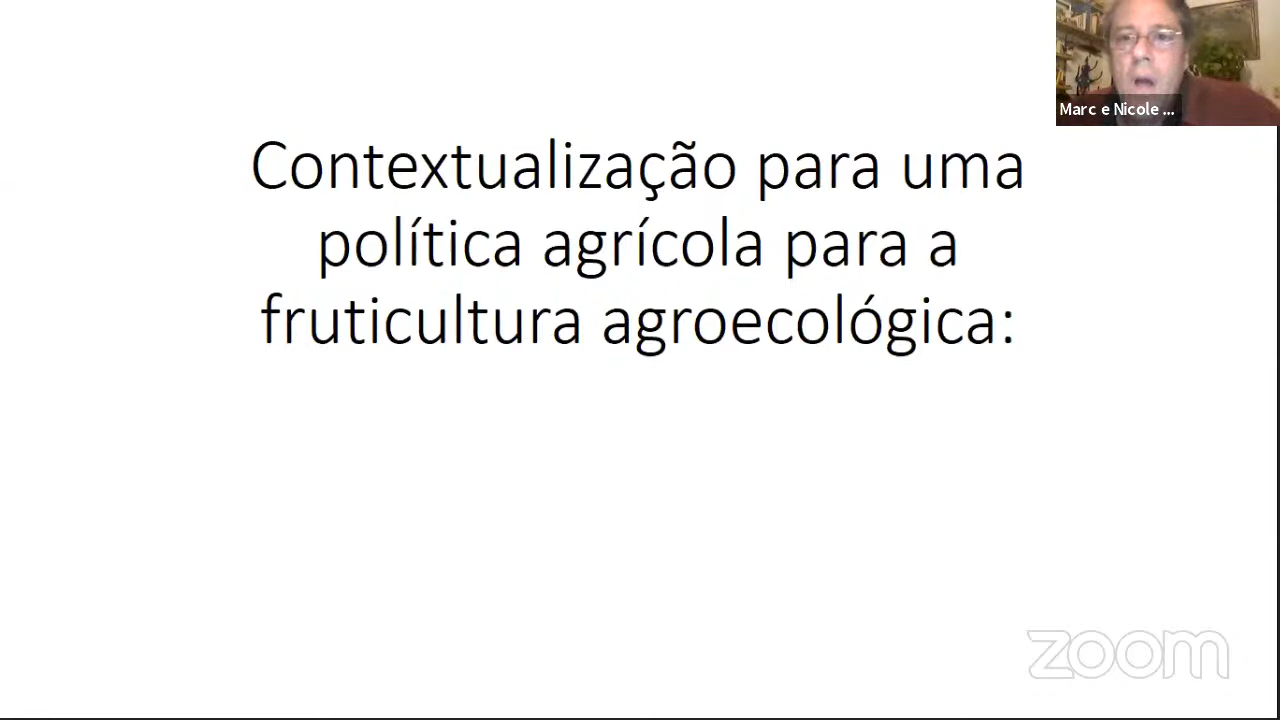 Marc e Nicole ...
Contextualização para uma
política agrícola para a
fruticultura agroecológica:
zoom